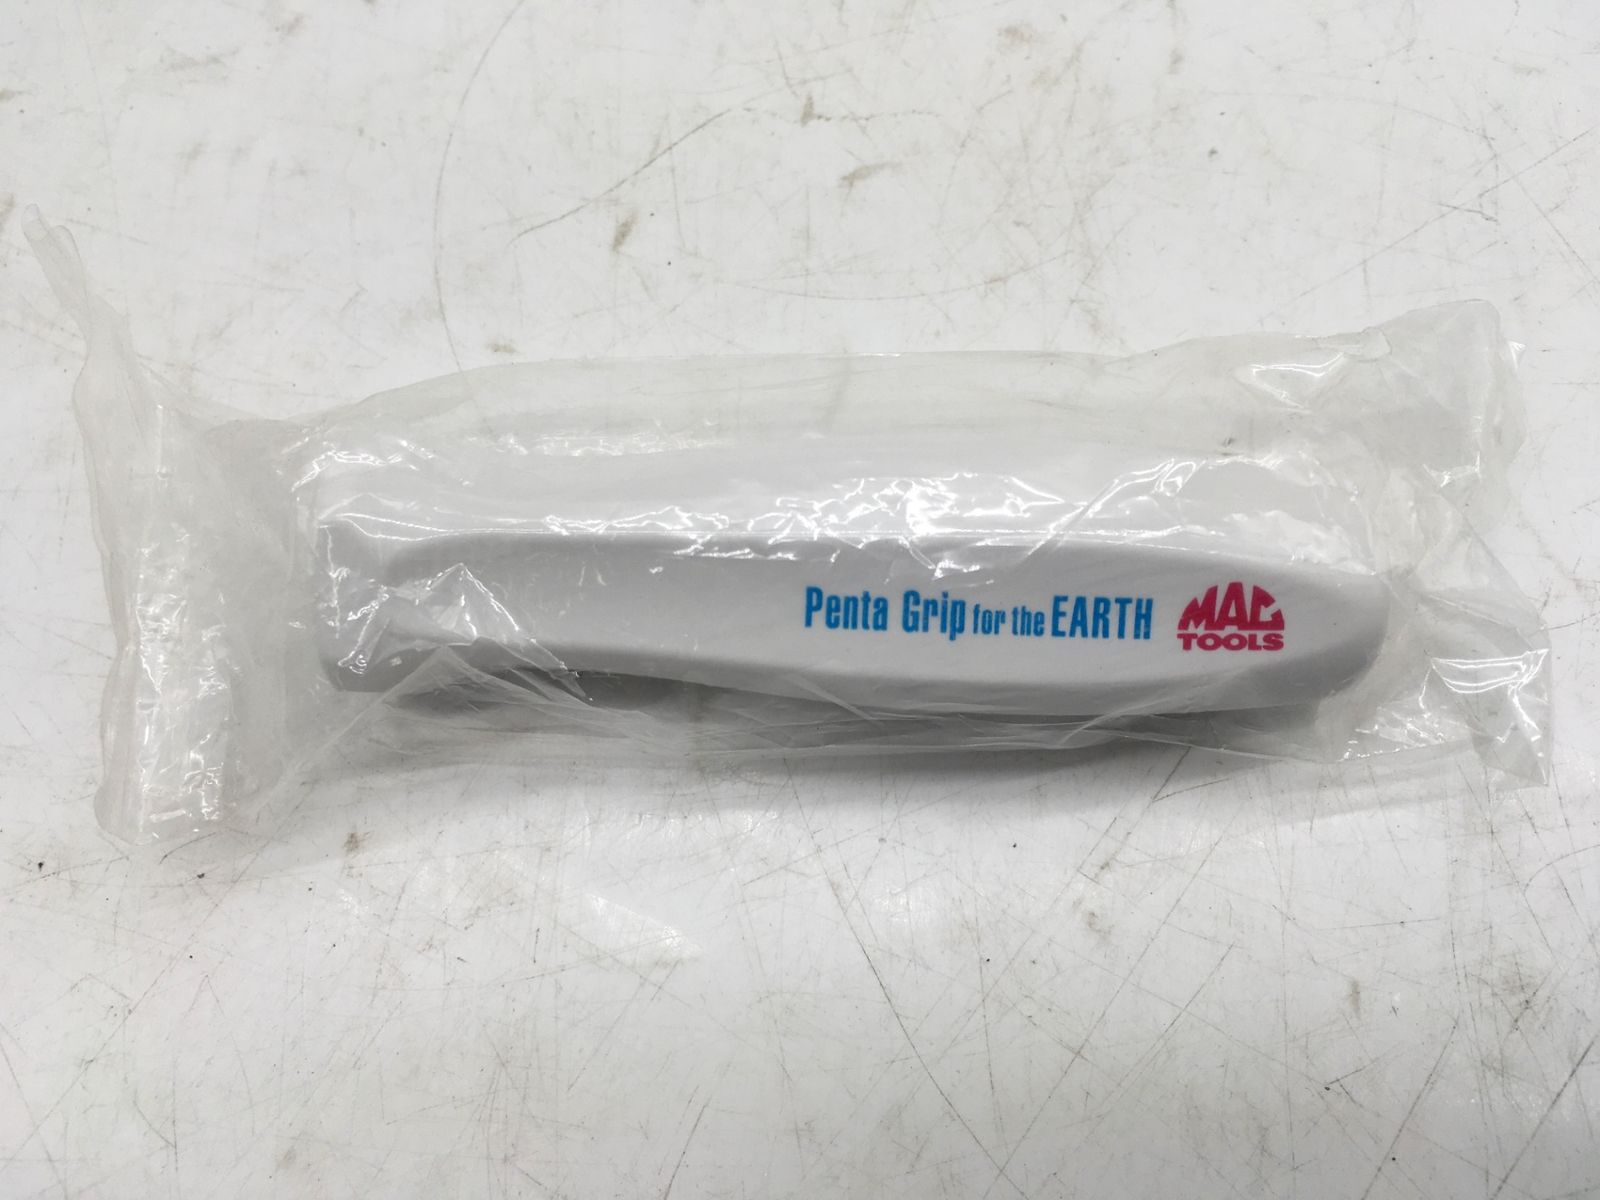 Penta Grip for the EARTH
MAC
TOOLS